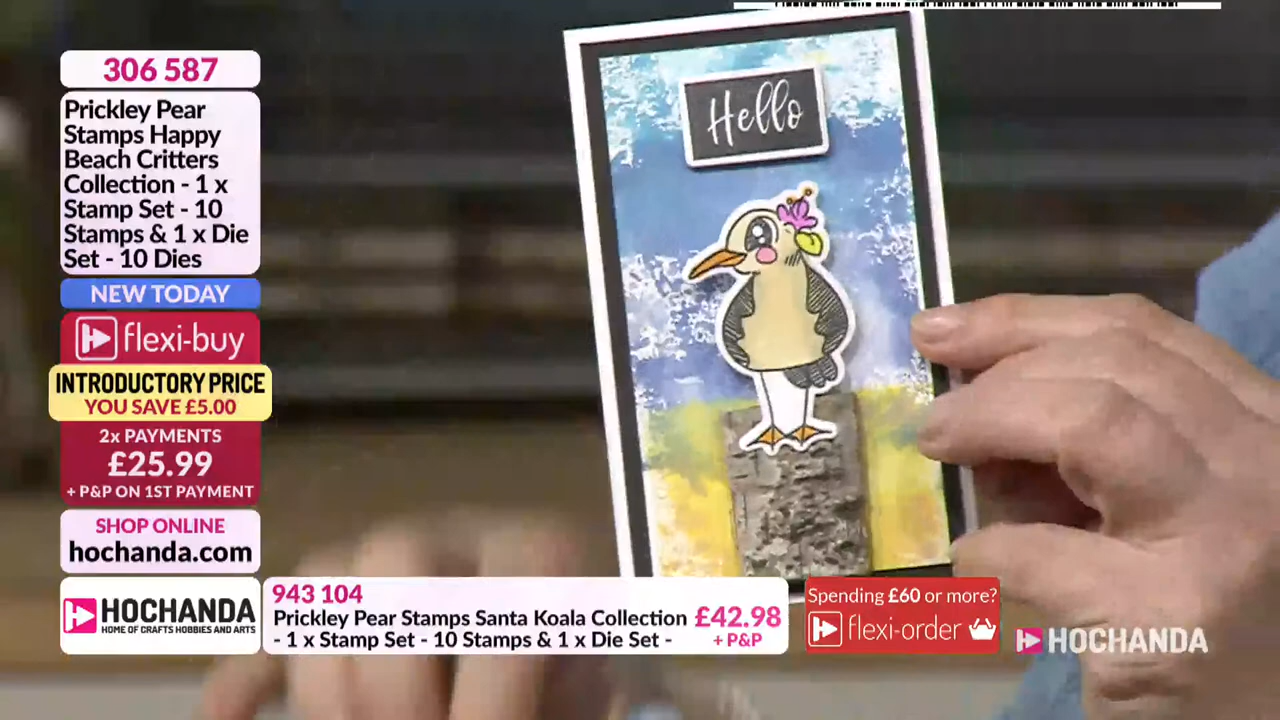 306 587
Prickley Pear
Stamps Happy
Beach Critters
Collection - 1 x
Stamp Set - 10
Stamps & 1 x Die
Set - 10 Dies
NEW TODAY
flexi-buy
INTRODUCTORY PRICE
YOU SAVE £5.00
2x PAYMENTS
£25.99
+ P&P ON 1ST PAYMENT
SHOP ONLINE
hochanda.com
HOCHANDA
HOME OF CRAFTS HOBBIES AND ARTS
Hello
943 104
Prickley Pear Stamps Santa Koala Collection
- 1 x Stamp Set - 10 Stamps & 1 x Die Set -
£42.98
+ P&P
Spending £60 or more?
flexi-order
HOCHANDA